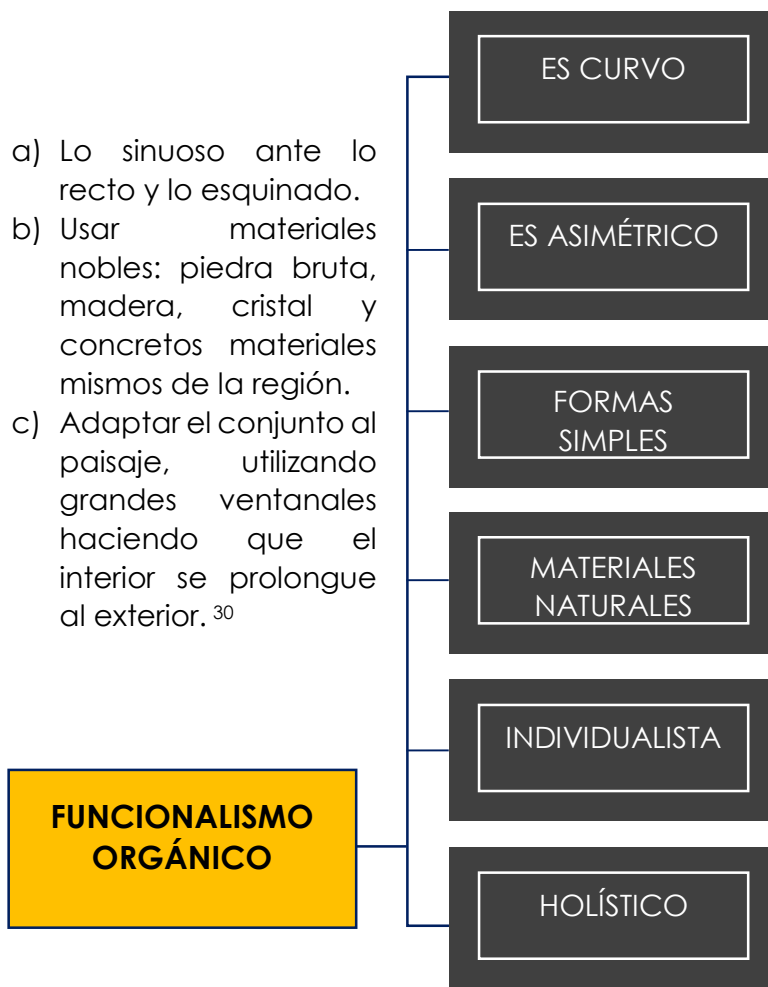 a) Lo sinuoso ante lo
recto y lo esquinado.
b) Usar materiales
nobles: piedra bruta,
madera, cristal y
concretos materiales
mismos de la región.
c) Adaptar el conjunto al
paisaje, utilizando
grandes ventanales
haciendo que el
interior se prolongue
al exterior. 30
FUNCIONALISMO
ORGÁNICO
ES CURVO
ES ASIMÉTRICO
FORMAS
SIMPLES
MATERIALES
NATURALES
INDIVIDUALISTA
HOLÍSTICO